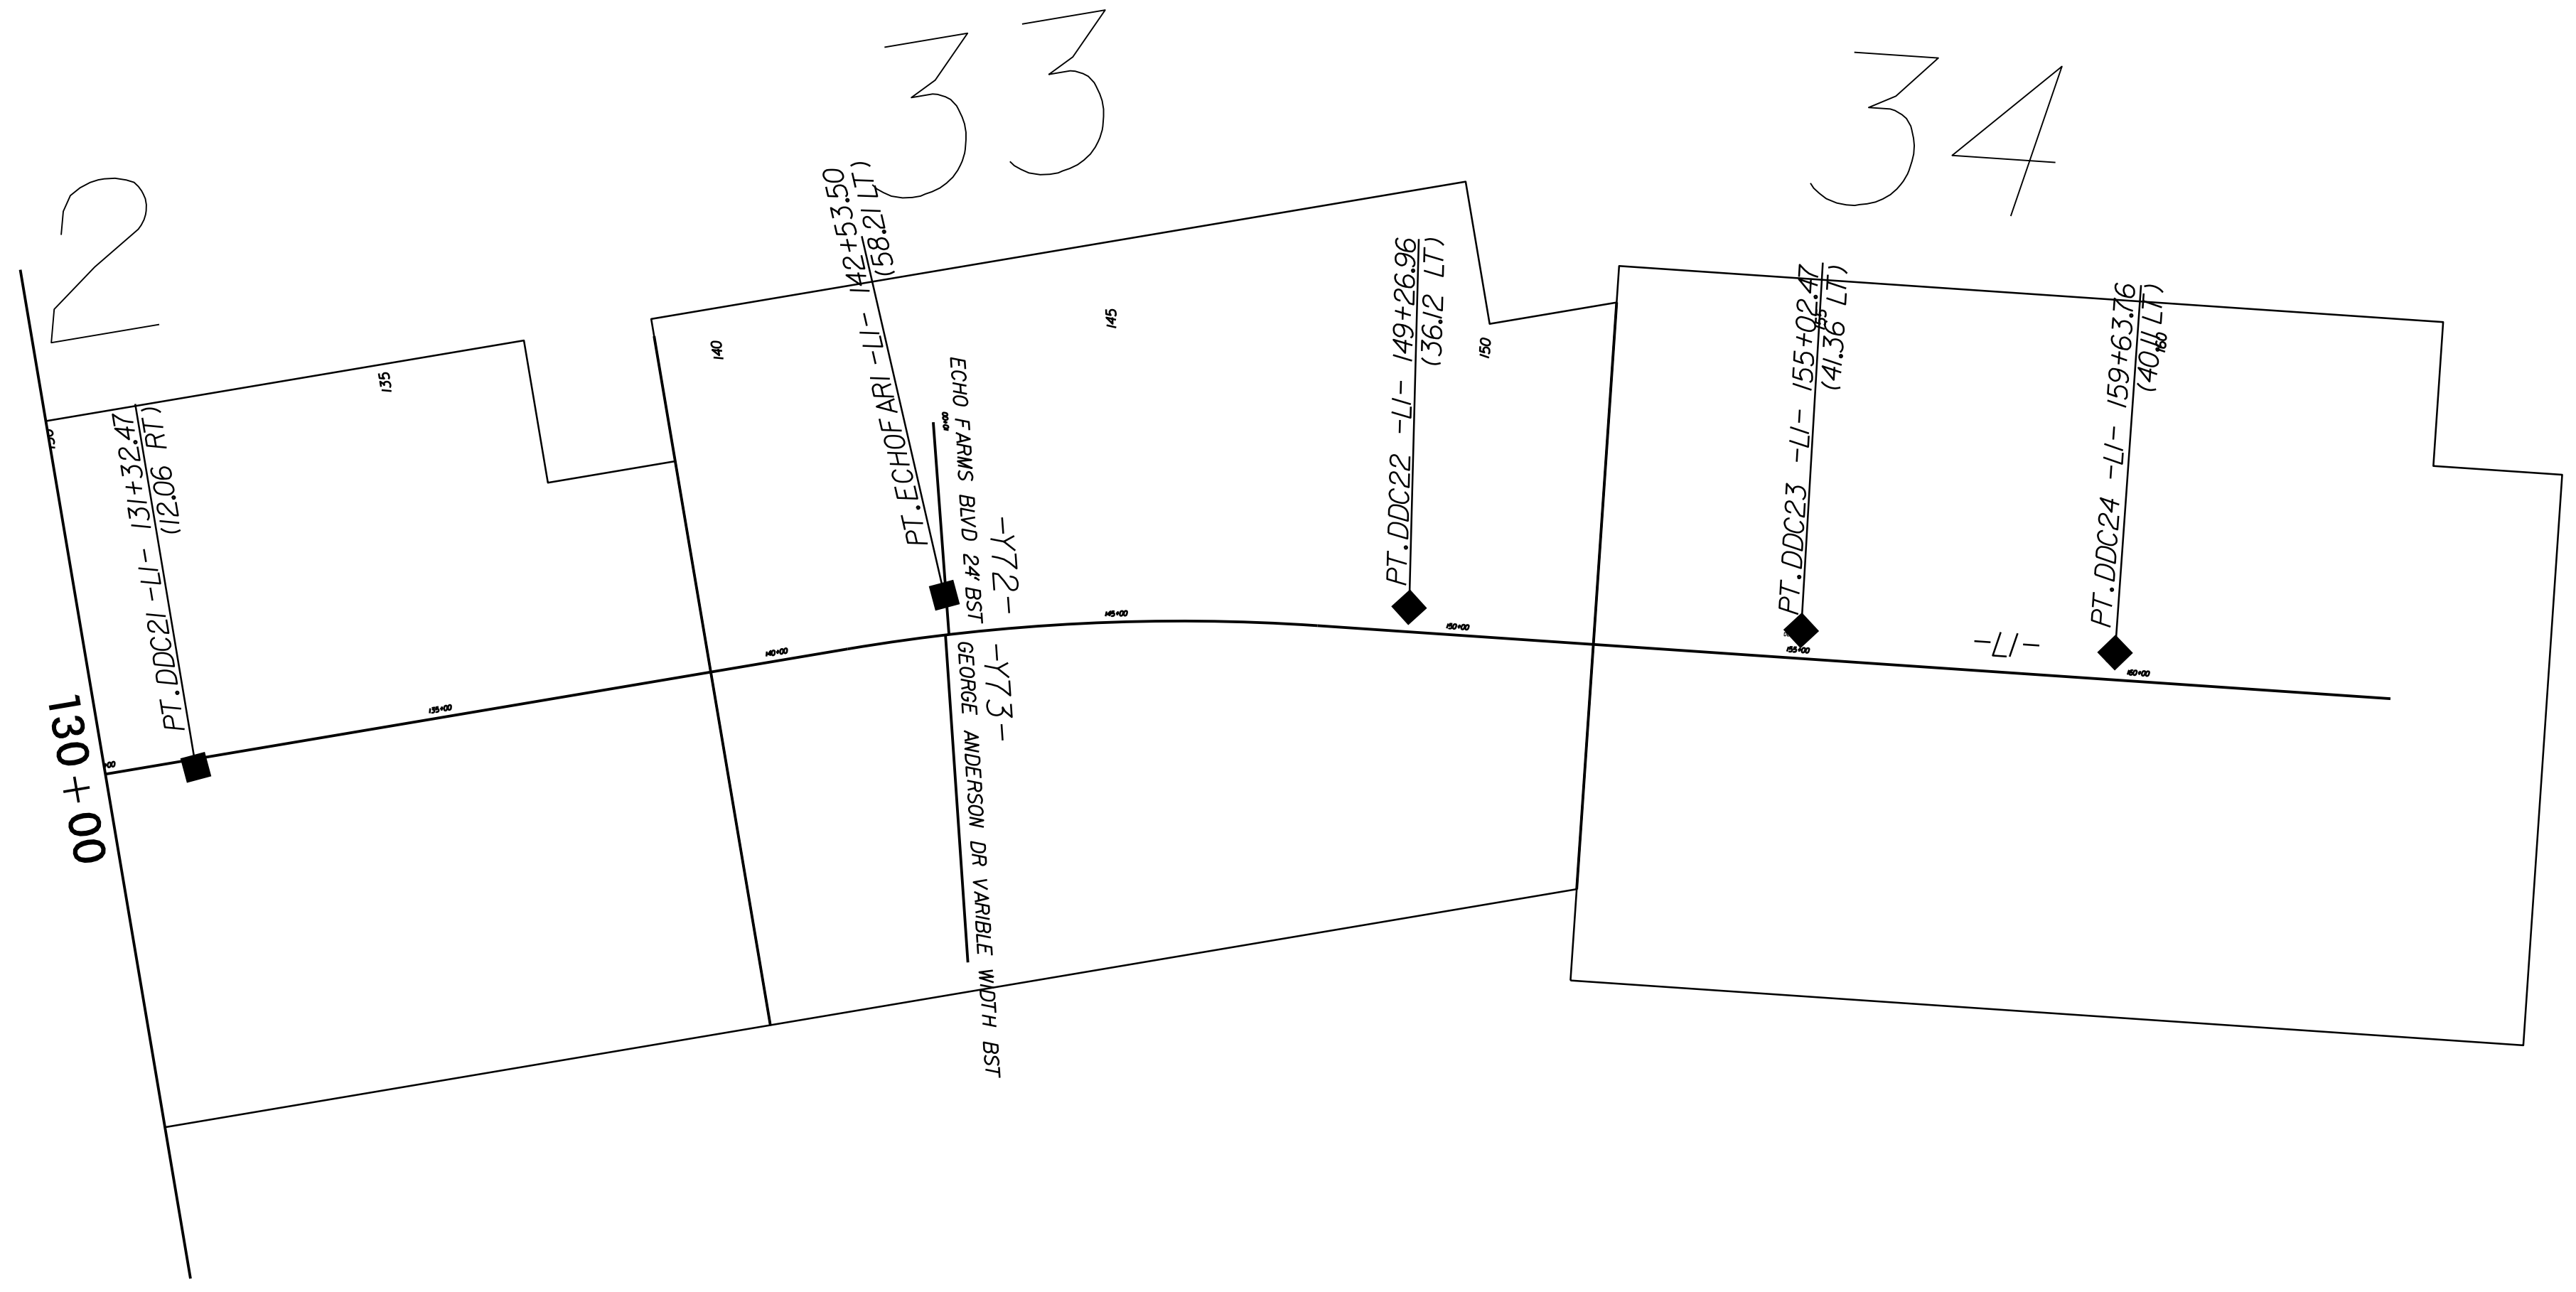 2
33
34
130+00
PT.DDC21 -L1- 131+32.47
(12.06 RT)
135
135+00
140
140+00
PT.ECHOFAR1 -L1- 142+53.50
(58.21 LT)
ECHO FARMS BLVD 24' BST
-Y72-
GEORGE ANDERSON DR VARIBLE WIDTH BST
-Y73-
145
145+00
PT.DDC22 -L1- 149+26.96
(36.12 LT)
150
150+00
PT.DDC23 -L1- 155+02.47
(41.36 LT)
155
155+00
-L1-
PT.DDC24 -L1- 159+63.76
(40.11 LT)
160
160+00